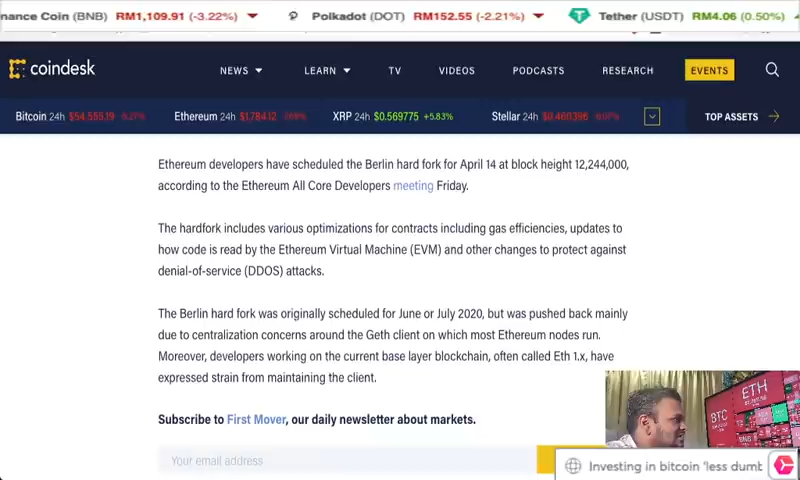 nance Coin (BNB) RM1,109.91 (-3.22%) Polkadot (DOT) RM152.55 (-2.21%) Tether (USDT) RM4.06 (0.50%)
coindesk NEWS LEARN TV VIDEOS PODCASTS RESEARCH EVENTS
Bitcoin 24h $54,555.19 Ethereum 24h $1,784.12 XRP 24h $0.569775 +5.83% Stellar 24h $0.460396 TOP ASSETS
Ethereum developers have scheduled the Berlin hard fork for April 14 at block height 12,244,000,
according to the Ethereum All Core Developers meeting Friday.
The hardfork includes various optimizations for contracts including gas efficiencies, updates to
how code is read by the Ethereum Virtual Machine (EVM) and other changes to protect against
denial-of-service (DDOS) attacks.
The Berlin hard fork was originally scheduled for June or July 2020, but was pushed back mainly
due to centralization concerns around the Geth client on which most Ethereum nodes run.
Moreover, developers working on the current base layer blockchain, often called Eth 1.x, have
expressed strain from maintaining the client.
Subscribe to First Mover, our daily newsletter about markets.
Your email address
ETH
BTC
BNB
Investing in bitcoin 'less dumb